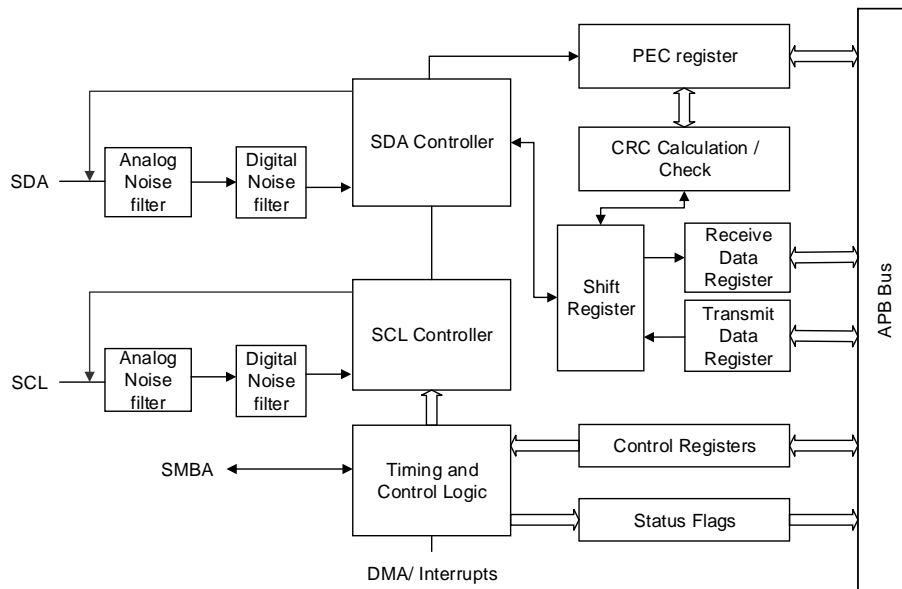 PEC register
SDA Controller
CRC Calculation /
Check
SDA
Analog
Noise
filter
Digital
Noise
filter
Shift
Register
Receive
Data
Register
Transmit
Data
Register
APB Bus
SCL Controller
SCL
Analog
Noise
filter
Digital
Noise
filter
SMBA
Timing and
Control Logic
Control Registers
Status Flags
DMA/ Interrupts